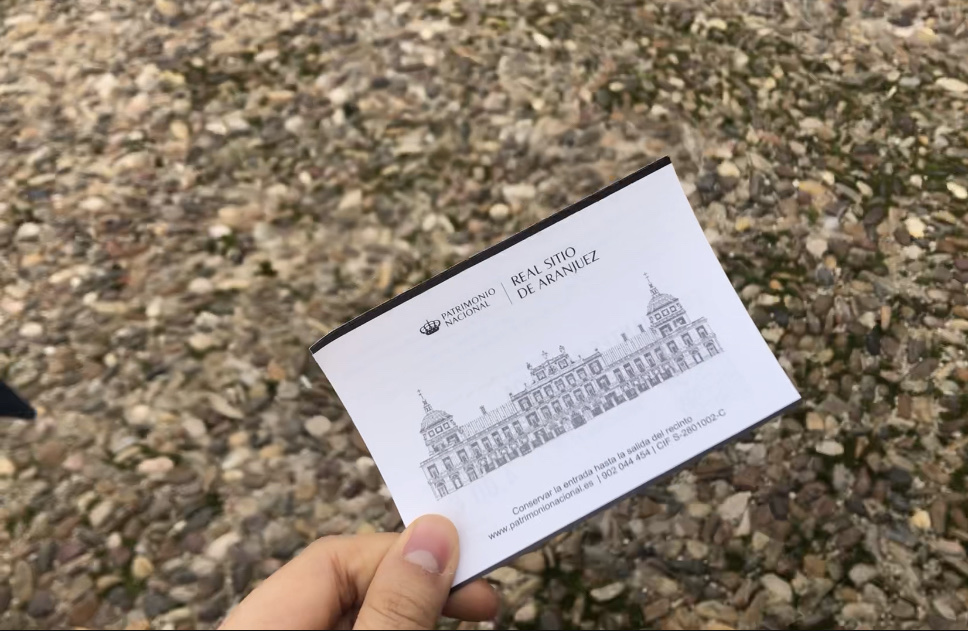 PATRIMONIO
NACIONAL
REAL SITIO
DE ARANJUEZ
Conservar la entrada hasta la salida del recinto
www.patrimonionacional.es | 902 044 454 | CIF S-2801002-C